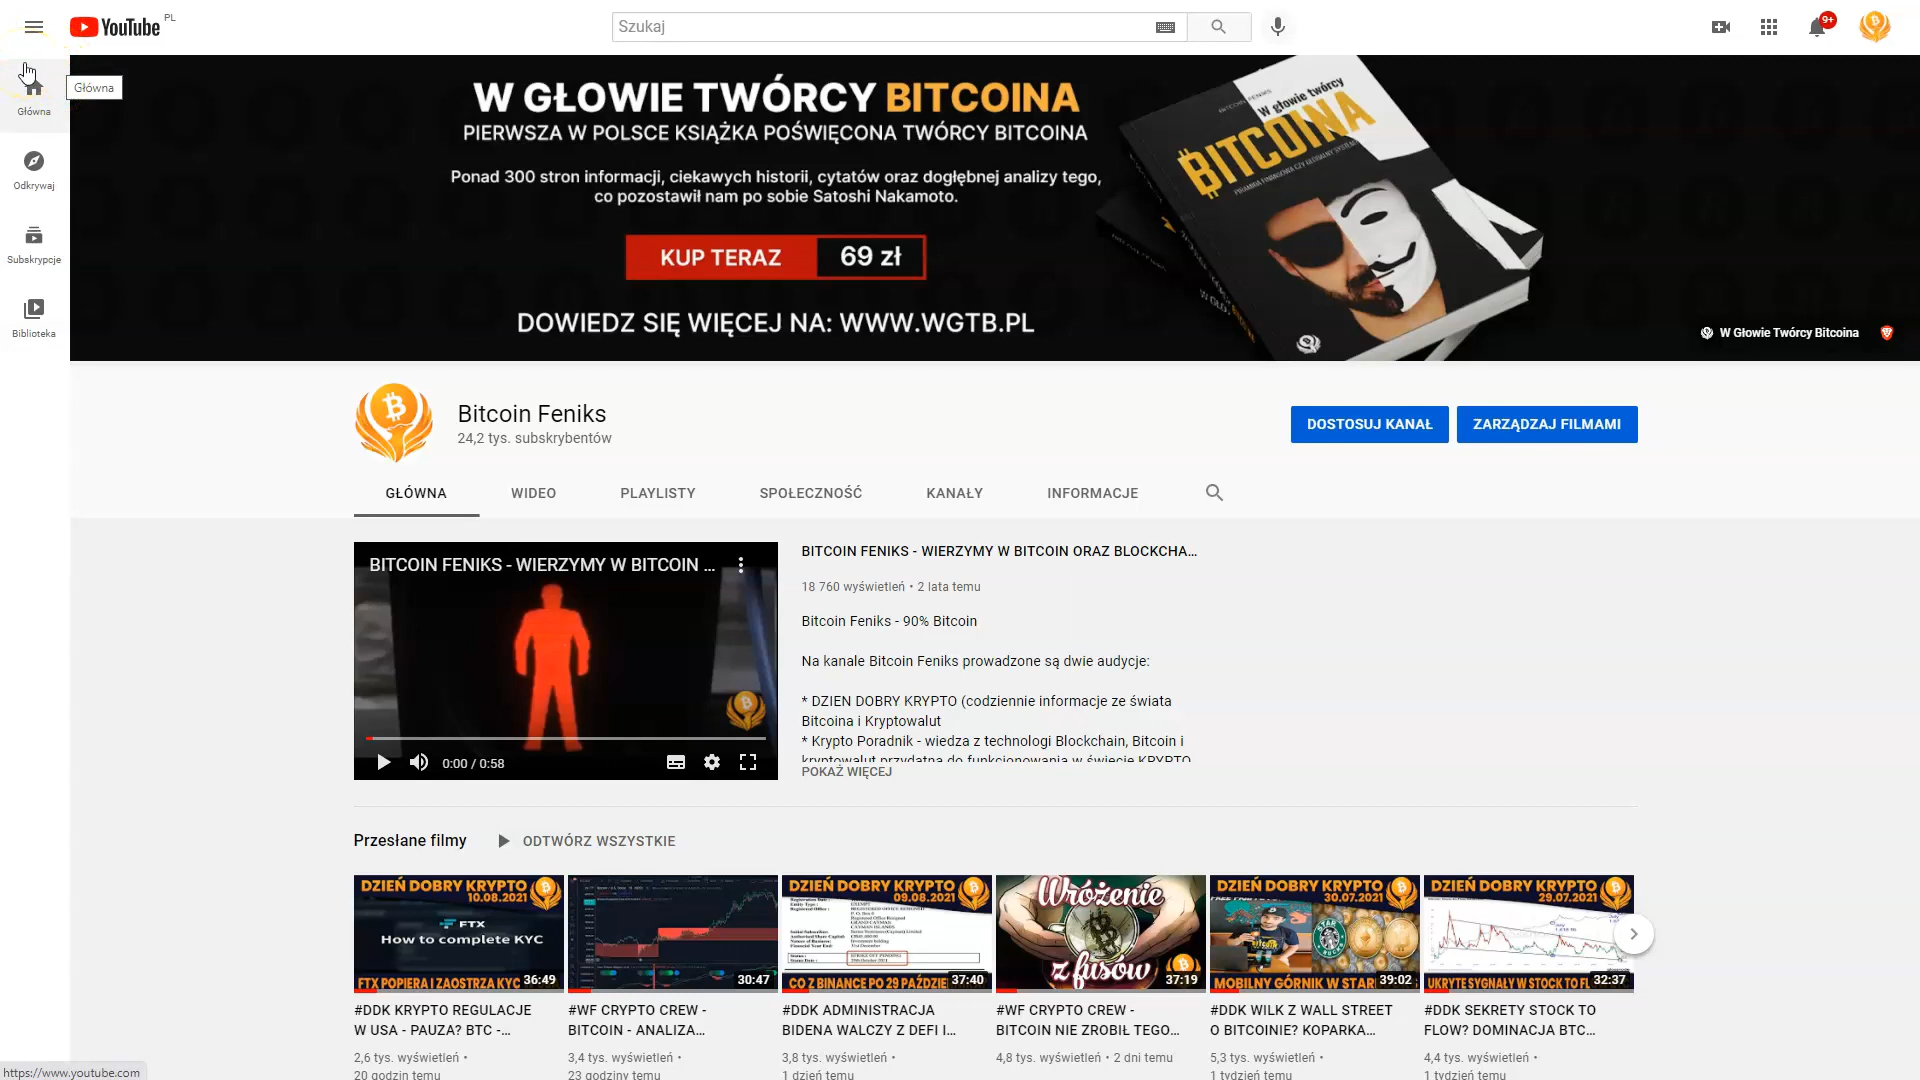 YouTube PL
Szukaj
9+
Główna
Główna
Odkrywaj
Subskrypcje
Biblioteka
W GŁOWIE TWÓRCY BITCOINA
PIERWSZA W POLSCE KSIĄŻKA POŚWIĘCONA TWÓRCY BITCOINA
Ponad 300 stron informacji, ciekawych historii, cytatów oraz dogłębnej analizy tego,
co pozostawił nam po sobie Satoshi Nakamoto.
KUP TERAZ 69 zł
DOWIEDZ SIĘ WIĘCEJ NA: WWW.WGTB.PL
BITCOIN FENIKS
W głowie twórcy
BITCOINA
PIRAMIDA FINANSOWA CZY GLOBALNY SYSTEM
W Głowie Twórcy Bitcoina
Bitcoin Feniks
24,2 tys. subskrybentów
DOSTOSUJ KANAŁ
ZARZĄDZAJ FILMAMI
GŁÓWNA WIDEO PLAYLISTY SPOŁECZNOŚĆ KANAŁY INFORMACJE
BITCOIN FENIKS - WIERZYMY W BITCOIN ...
0:00 / 0:58
BITCOIN FENIKS - WIERZYMY W BITCOIN ORAZ BLOCKCHA...
18 760 wyświetleń • 2 lata temu
Bitcoin Feniks - 90% Bitcoin
Na kanale Bitcoin Feniks prowadzone są dwie audycje:
* DZIEN DOBRY KRYPTO (codziennie informacje ze świata
Bitcoina i Kryptowalut
* Krypto Poradnik - wiedza z technologi Blockchain, Bitcoin i
kryptowalut przydatna do funkcjonowania w świecie KRYPTO
POKAŻ WIĘCEJ
Przesłane filmy
ODTWÓRZ WSZYSTKIE
DZIEŃ DOBRY KRYPTO
10.08.2021
FTX
How to complete KYC
FTX POPIERA I ZAOSTRZA KYC
36:49
#DDK KRYPTO REGULACJE
W USA - PAUZA? BTC -...
2,6 tys. wyświetleń •
20 godzin temu
30:47
#WF CRYPTO CREW -
BITCOIN - ANALIZA...
3,4 tys. wyświetleń •
23 godziny temu
DZIEŃ DOBRY KRYPTO
09.08.2021
CO Z BINANCE PO 29 PAŹDZIE
37:40
#DDK ADMINISTRACJA
BIDENA WALCZY Z DEFI I...
3,8 tys. wyświetleń •
1 dzień temu
Wróżenie
z fusów
37:19
#WF CRYPTO CREW -
BITCOIN NIE ZROBIŁ TEGO...
4,8 tys. wyświetleń • 2 dni temu
DZIEŃ DOBRY KRYPTO
30.07.2021
MOBILNY GÓRNIK W STAR
39:02
#DDK WILK Z WALL STREET
O BITCOINIE? KOPARKA...
5,3 tys. wyświetleń •
1 tydzień temu
DZIEŃ DOBRY KRYPTO
29.07.2021
UKRYTE SYGNAŁY W STOCK TO FL
32:37
#DDK SEKRETY STOCK TO
FLOW? DOMINACJA BTC...
4,4 tys. wyświetleń •
1 tydzień temu
https://www.youtube.com